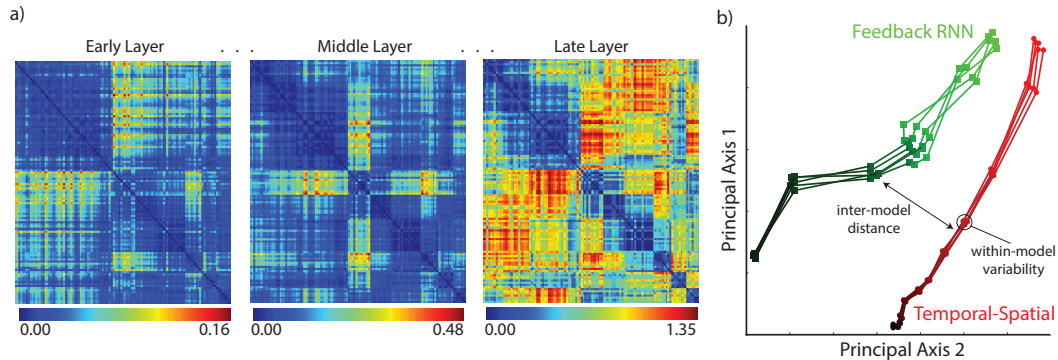 a)
Early Layer . . . Middle Layer . . . Late Layer
0.00 0.16
0.00 0.48
0.00 1.35
b)
Feedback RNN
Principal Axis 1
inter-model
distance
within-model
variability
Temporal-Spatial
Principal Axis 2